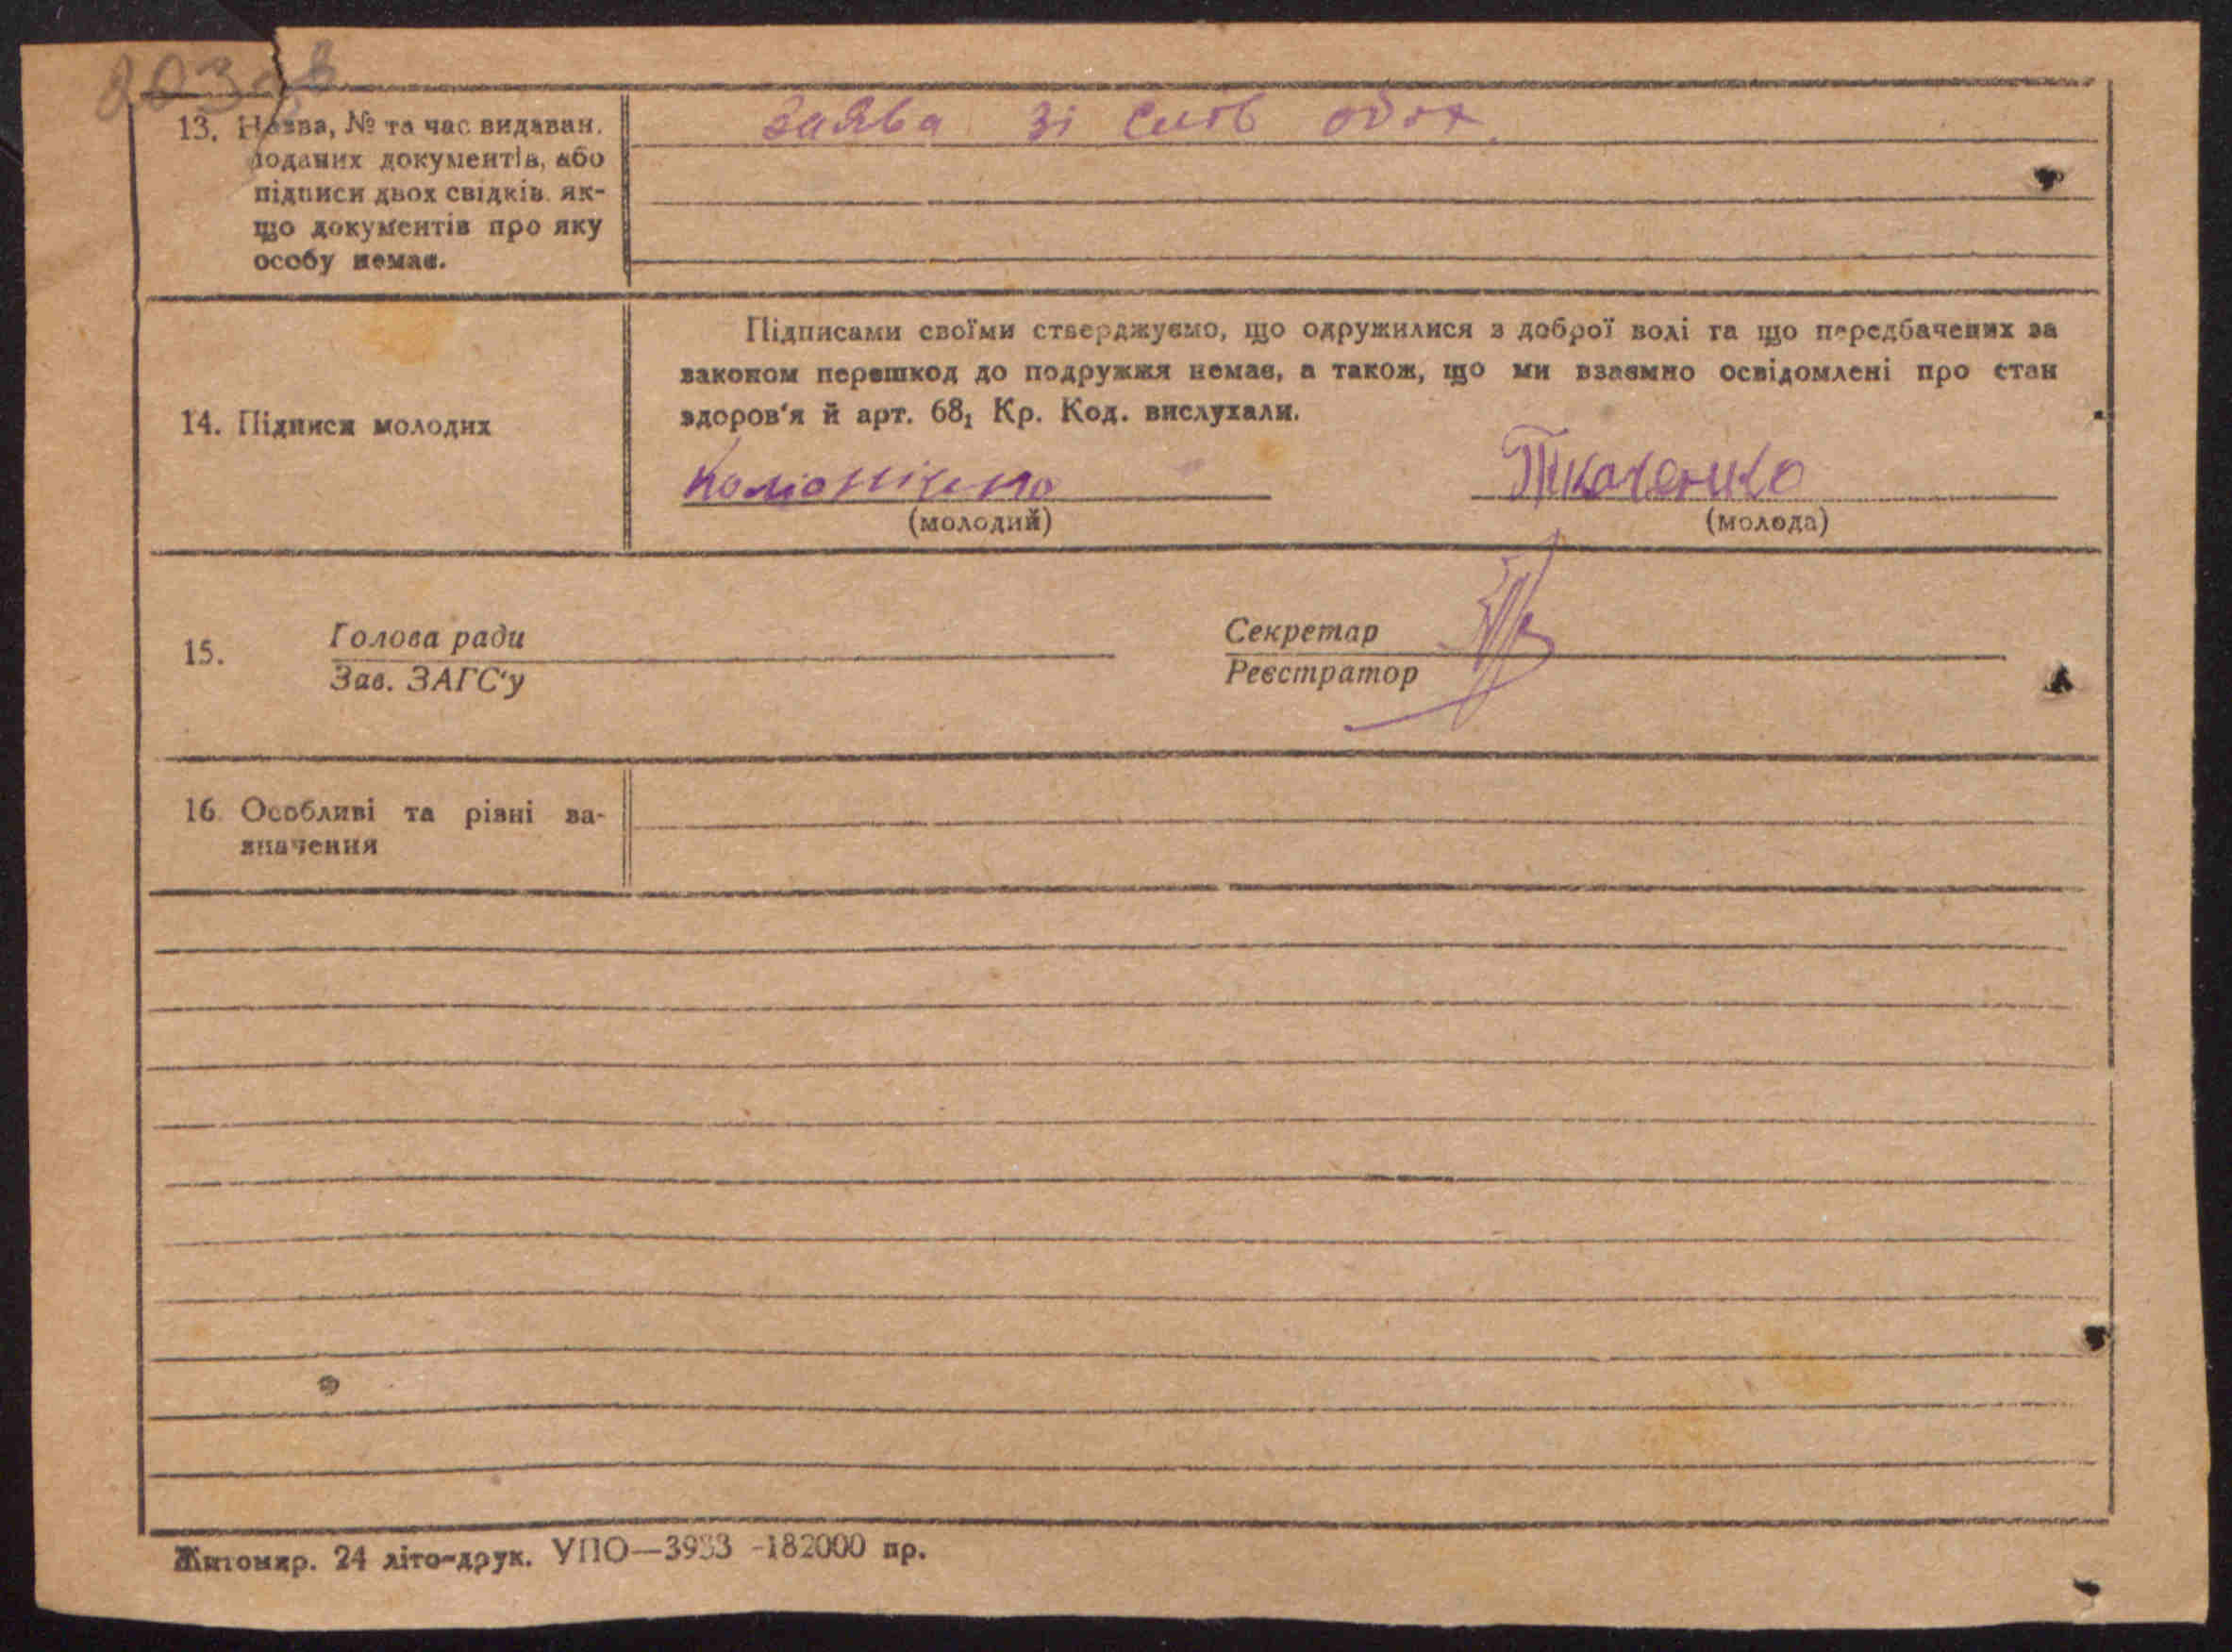 203зв
13. Назва, № та час видаван.
поданих документів, або
підписи двох свідків, як-
що документів про яку
особу немає.
Заява зі слов обох.
14. Підписи молодих
Підписами своїми стверджуємо, що одружилися з доброї волі та що передбачених за
законом перешкод до подружжя немає, а також, що ми взаємно освідомлені про стан
здоров'я й арт. 68₁ Кр. Код. вислухали.
Ткаченко
(молодий) (молода)
15. Голова ради Секретар
Зав. ЗАГС'у Реєстратор
16. Особливі та різні за-
значення
Житомир. 24 літо-друк. УПО—3933 -182000 пр.